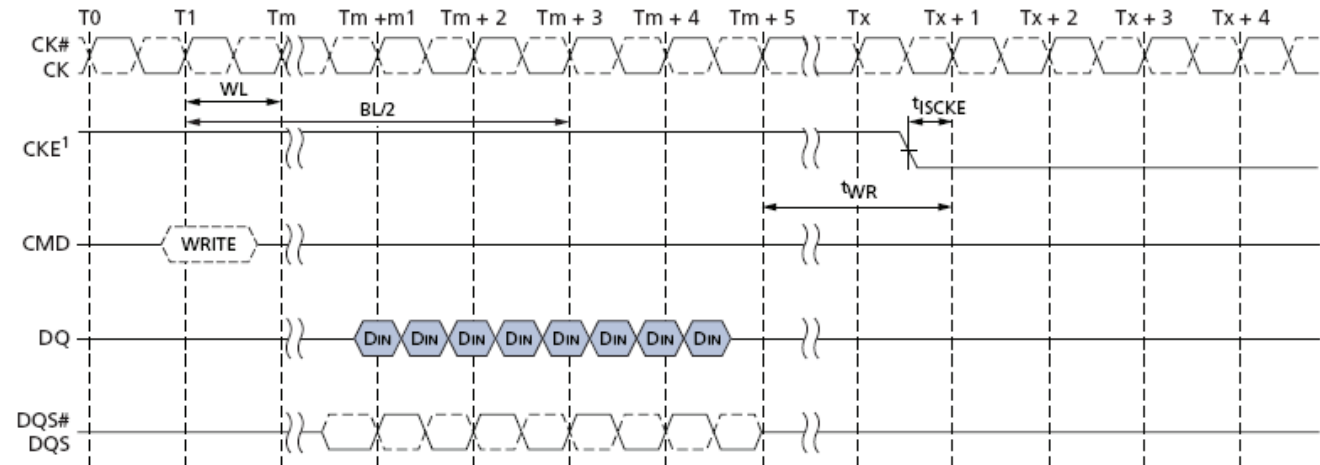 T0 T1 Tm Tm +m1 Tm + 2 Tm + 3 Tm + 4 Tm + 5 Tx Tx + 1 Tx + 2 Tx + 3 Tx + 4
CK#
CK
WL
BL/2
tISCKE
CKE1
tWR
CMD WRITE
DQ DIN DIN DIN DIN DIN DIN DIN DIN
DQS#
DQS